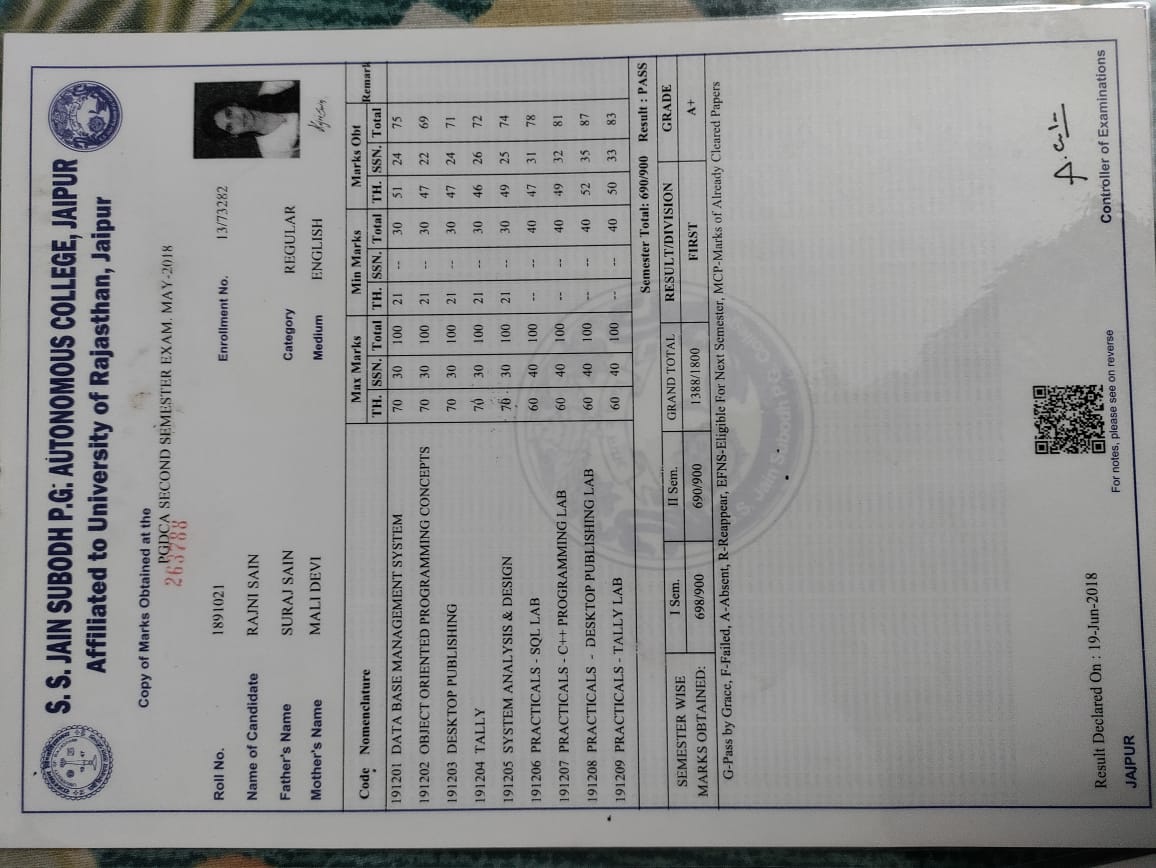 S. S. JAIN SUBODH P.G. AUTONOMOUS COLLEGE, JAIPUR
Affiliated to University of Rajasthan, Jaipur
Copy of Marks Obtained at the
PGDCA SECOND SEMESTER EXAM. MAY-2018
263788
Roll No. 1891021 Enrollment No. 13/73282
Name of Candidate RAJNI SAIN
Father's Name SURAJ SAIN Category REGULAR
Mother's Name MALI DEVI Medium ENGLISH
Code Nomenclature Max Marks Min Marks Marks Obt Remark
TH. SSN. Total TH. SSN. Total TH. SSN. Total
191201 DATA BASE MANAGEMENT SYSTEM 70 30 100 21 -- 30 51 24 75
191202 OBJECT ORIENTED PROGRAMMING CONCEPTS 70 30 100 21 -- 30 47 22 69
191203 DESKTOP PUBLISHING 70 30 100 21 -- 30 47 24 71
191204 TALLY 70 30 100 21 -- 30 46 26 72
191205 SYSTEM ANALYSIS & DESIGN 70 30 100 21 -- 30 49 25 74
191206 PRACTICALS - SQL LAB 60 40 100 -- -- 40 47 31 78
191207 PRACTICALS - C++ PROGRAMMING LAB 60 40 100 -- -- 40 49 32 81
191208 PRACTICALS - DESKTOP PUBLISHING LAB 60 40 100 -- -- 40 52 35 87
191209 PRACTICALS - TALLY LAB 60 40 100 -- -- 40 50 33 83
Semester Total: 690/900 Result : PASS
SEMESTER WISE MARKS OBTAINED: I Sem. II Sem. GRAND TOTAL RESULT/DIVISION GRADE
698/900 690/900 1388/1800 FIRST A+
G-Pass by Grace, F-Failed, A-Absent, R-Reappear, EFNS-Eligible For Next Semester, MCP-Marks of Already Cleared Papers
S. Jain Subodh P.G. College
Result Declared On : 19-Jun-2018
For notes, please see on reverse
Controller of Examinations
JAIPUR